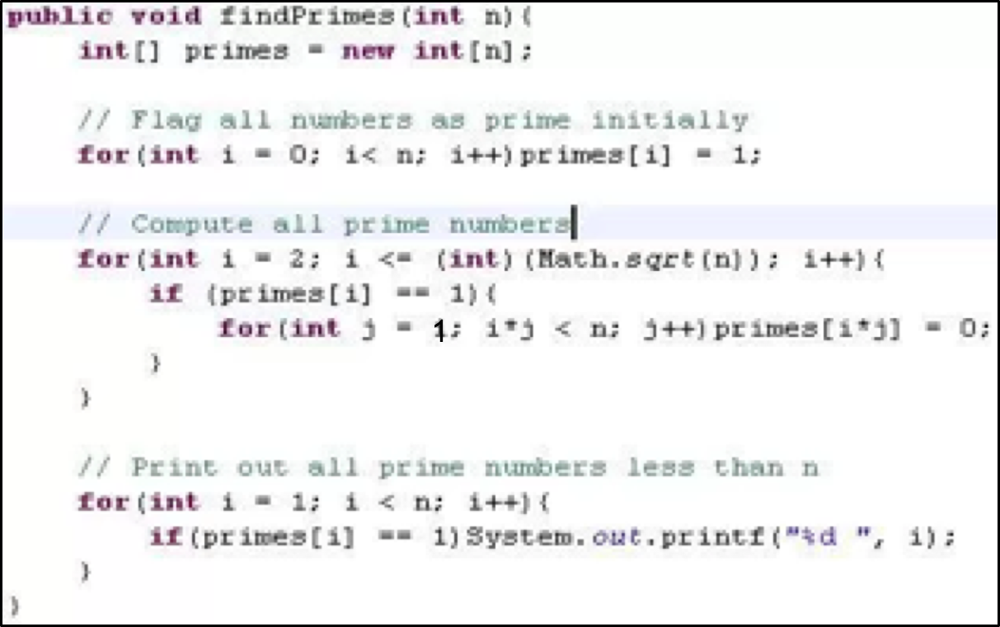 public void findPrimes(int n){
int[] primes = new int[n];
// Flag all numbers as prime initially
for(int i = 0; i< n; i++)primes[i] = 1;
// Compute all prime numbers
for(int i = 2; i <= (int)(Math.sqrt(n)); i++){
if (primes[i] == 1){
for(int j = 1; i*j < n; j++)primes[i*j] = 0;
}
}
// Print out all prime numbers less than n
for(int i = 1; i < n; i++){
if(primes[i] == 1)System.out.printf("%d ", i);
}
}